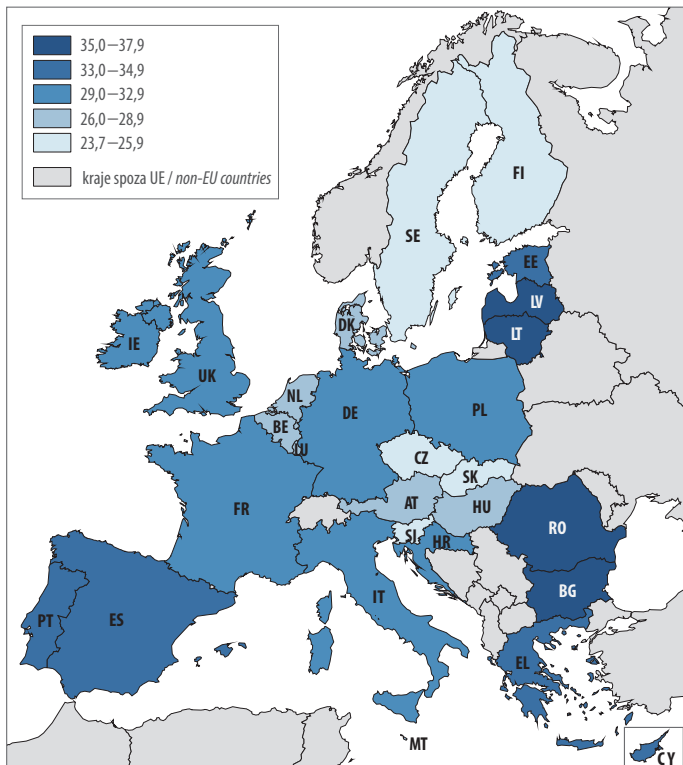 35,0–37,9
33,0–34,9
29,0–32,9
26,0–28,9
23,7–25,9
kraje spoza UE / non-EU countries
FI
SE
EE
LV
LT
DK
IE
UK
NL
BE
LU
DE
PL
CZ
SK
AT
HU
SI
HR
FR
RO
BG
IT
PT
ES
EL
MT
CY